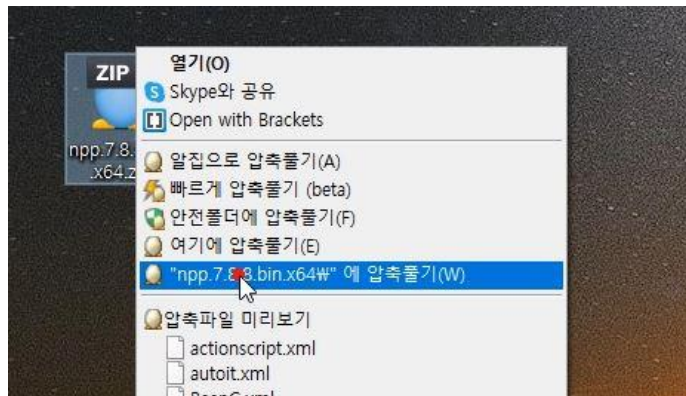 ZIP
npp.7.8.
.x64.z
열기(O)
Skype와 공유
Open with Brackets
알집으로 압축풀기(A)
빠르게 압축풀기 (beta)
안전폴더에 압축풀기(F)
여기에 압축풀기(E)
"npp.7.8.8.bin.x64₩" 에 압축풀기(W)
압축파일 미리보기
actionscript.xml
autoit.xml